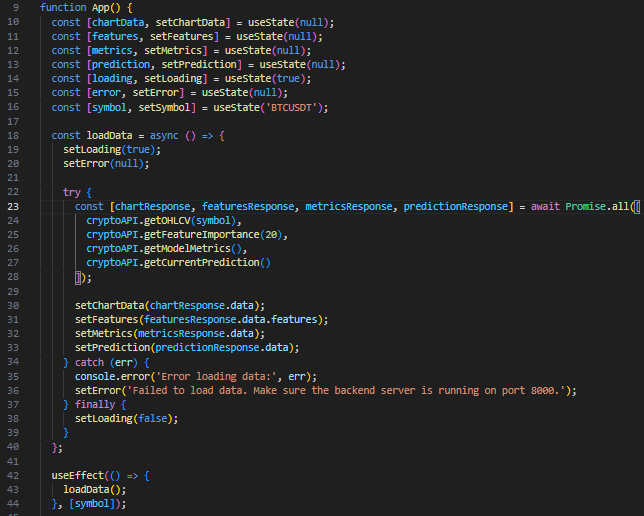 9 function App() {
10 const [chartData, setChartData] = useState(null);
11 const [features, setFeatures] = useState(null);
12 const [metrics, setMetrics] = useState(null);
13 const [prediction, setPrediction] = useState(null);
14 const [loading, setLoading] = useState(true);
15 const [error, setError] = useState(null);
16 const [symbol, setSymbol] = useState('BTCUSDT');
17
18 const loadData = async () => {
19 setLoading(true);
20 setError(null);
21
22 try {
23 const [chartResponse, featuresResponse, metricsResponse, predictionResponse] = await Promise.all([
24 cryptoAPI.getOHLCV(symbol),
25 cryptoAPI.getFeatureImportance(20),
26 cryptoAPI.getModelMetrics(),
27 cryptoAPI.getCurrentPrediction()
28 ]);
29
30 setChartData(chartResponse.data);
31 setFeatures(featuresResponse.data.features);
32 setMetrics(metricsResponse.data);
33 setPrediction(predictionResponse.data);
34 } catch (err) {
35 console.error('Error loading data:', err);
36 setError('Failed to load data. Make sure the backend server is running on port 8000.');
37 } finally {
38 setLoading(false);
39 }
40 };
41
42 useEffect(() => {
43 loadData();
44 }, [symbol]);